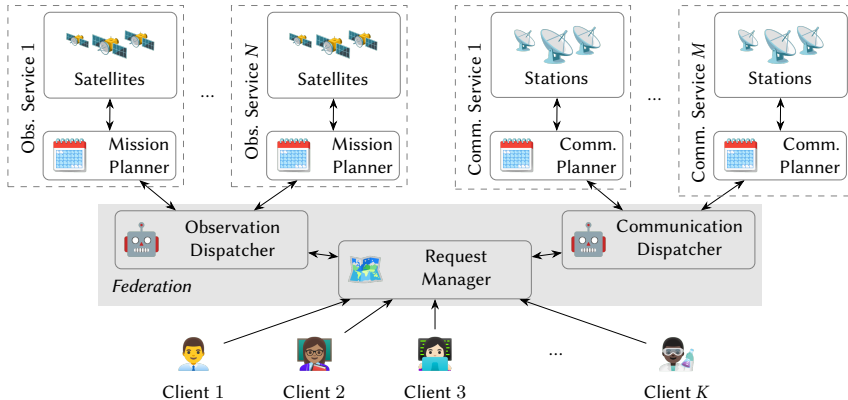 Obs. Service 1
Satellites
Mission
Planner
...
Obs. Service N
Satellites
Mission
Planner
Comm. Service 1
Stations
Comm.
Planner
...
Comm. Service M
Stations
Comm.
Planner
Observation
Dispatcher
Communication
Dispatcher
Request
Manager
Federation
Client 1
Client 2
Client 3
...
Client K